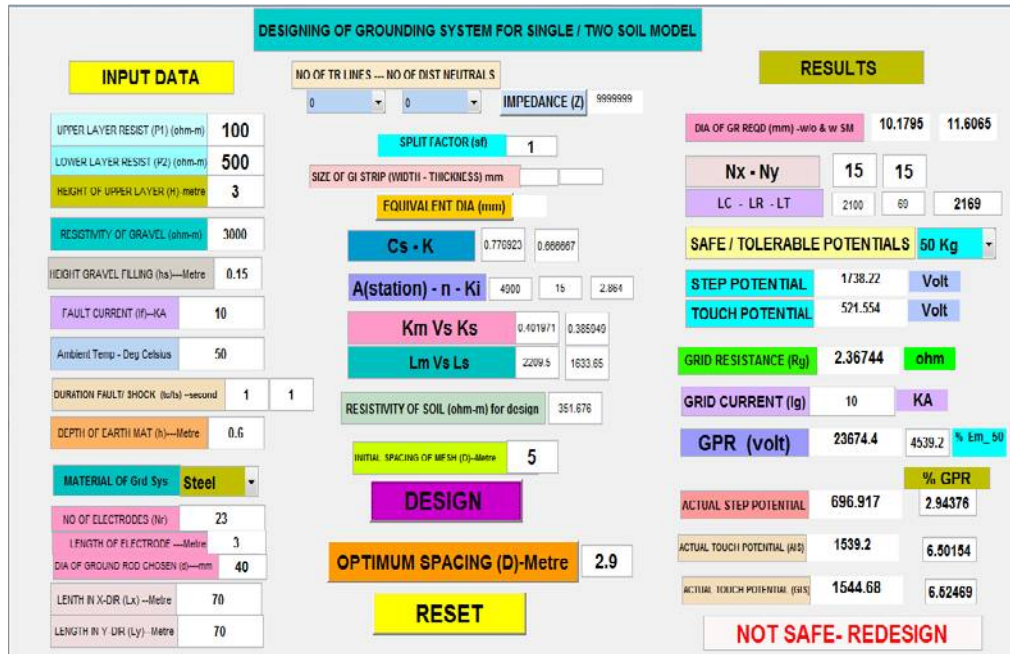 DESIGNING OF GROUNDING SYSTEM FOR SINGLE / TWO SOIL MODEL
INPUT DATA
UPPER LAYER RESIST (P1) (ohm-m) 100
LOWER LAYER RESIST (P2) (ohm-m) 500
HEIGHT OF UPPER LAYER (H)-metre 3
RESISTIVITY OF GRAVEL (ohm-m) 3000
HEIGHT GRAVEL FILLING (hs)---Metre 0.15
FAULT CURRENT (If)--KA 10
Ambient Temp - Deg Celsius 50
DURATION FAULT/ SHOCK (tc/ts) --second 1 1
DEPTH OF EARTH MAT (h)---Metre 0.6
MATERIAL OF Grd Sys Steel
NO OF ELECTRODES (Nr) 23
LENGTH OF ELECTRODE ---Metre 3
DIA OF GROUND ROD CHOSEN (d)---mm 40
LENTH IN X-DIR (Lx) --Metre 70
LENGTH IN Y-DIR (Ly)--Metre 70
NO OF TR LINES --- NO OF DIST NEUTRALS
0 0 IMPEDANCE (Z) 9999999
SPLIT FACTOR (sf) 1
SIZE OF GI STRIP (WIDTH - THICKNESS) mm
EQUIVALENT DIA (mm)
Cs - K 0.776923 0.666667
A(station) - n - Ki 4900 15 2.864
Km Vs Ks 0.401971 0.385949
Lm Vs Ls 2209.5 1633.65
RESISTIVITY OF SOIL (ohm-m) for design 351.676
INITIAL SPACING OF MESH (D)--Metre 5
DESIGN
OPTIMUM SPACING (D)-Metre 2.9
RESET
RESULTS
DIA OF GR REQD (mm) -w/o & w SM 10.1795 11.6065
Nx - Ny 15 15
LC - LR - LT 2100 69 2169
SAFE / TOLERABLE POTENTIALS 50 Kg
STEP POTENTIAL 1738.22 Volt
TOUCH POTENTIAL 521.554 Volt
GRID RESISTANCE (Rg) 2.36744 ohm
GRID CURRENT (Ig) 10 KA
GPR (volt) 23674.4 4539.2 % Em_ 50
% GPR
ACTUAL STEP POTENTIAL 696.917 2.94376
ACTUAL TOUCH POTENTIAL (AIS) 1539.2 6.50154
ACTUAL TOUCH POTENTIAL (GIS) 1544.68 6.52469
NOT SAFE- REDESIGN